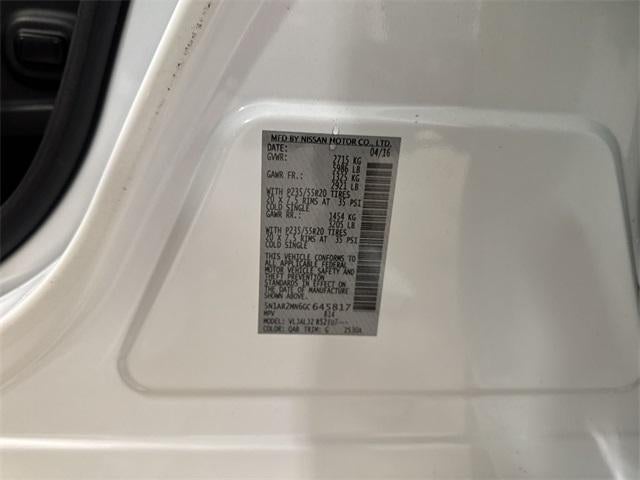 MFD BY NISSAN MOTOR CO., LTD.
DATE: 04/16
GVWR: 2715 KG
5986 LB
GAWR FR.: 1325 KG
2921 LB
WITH P235/55R20 TIRES
20 X 7.5 RIMS AT 35 PSI
COLD SINGLE
GAWR RR.: 1454 KG
3205 LB
WITH P235/55R20 TIRES
20 X 7.5 RIMS AT 35 PSI
COLD SINGLE
THIS VEHICLE CONFORMS TO
ALL APPLICABLE FEDERAL
MOTOR VEHICLE SAFETY AND
THEFT PREVENTION
STANDARDS IN EFFECT ON
THE DATE OF MANUFACTURE
5N1AR2MN6GC645817
MPV 814
MODEL:
COLOR: QAB TRIM: G 2530A